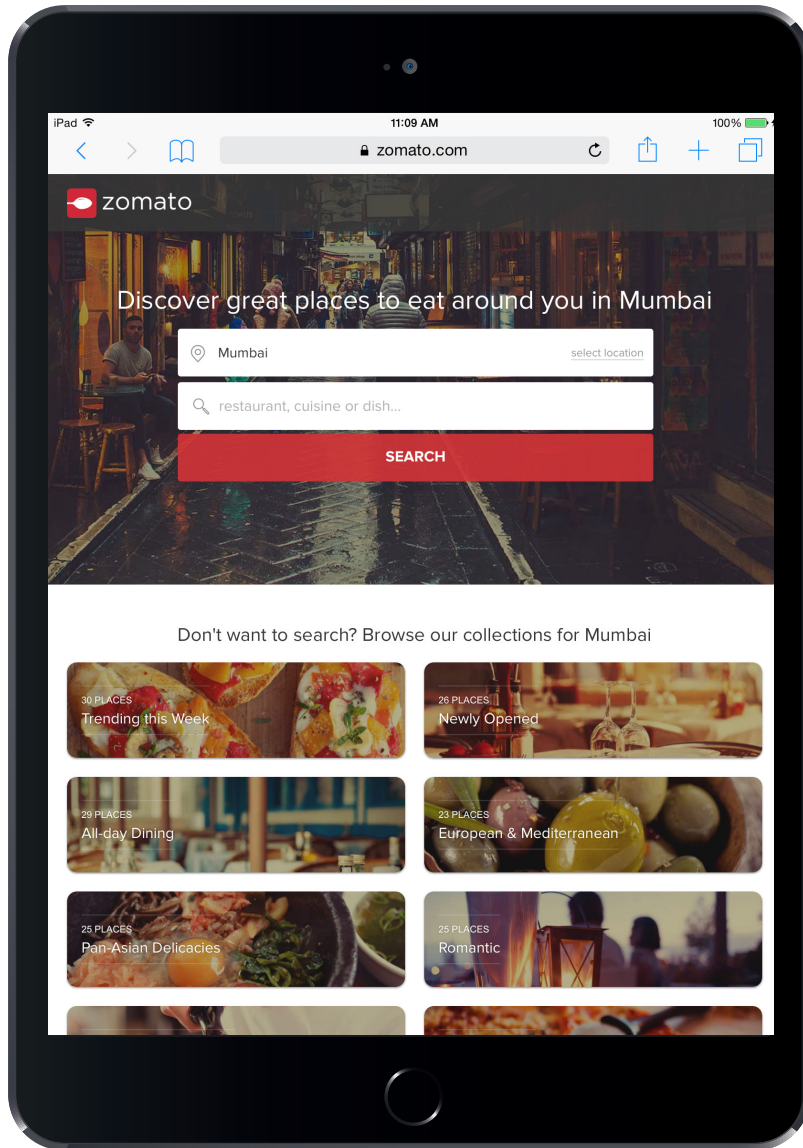 iPad
11:09 AM
100%
zomato.com
zomato
Discover great places to eat around you in Mumbai
Mumbai
select location
restaurant, cuisine or dish...
SEARCH
Don't want to search? Browse our collections for Mumbai
30 PLACES
Trending this Week
26 PLACES
Newly Opened
29 PLACES
All-day Dining
23 PLACES
European & Mediterranean
25 PLACES
Pan-Asian Delicacies
25 PLACES
Romantic